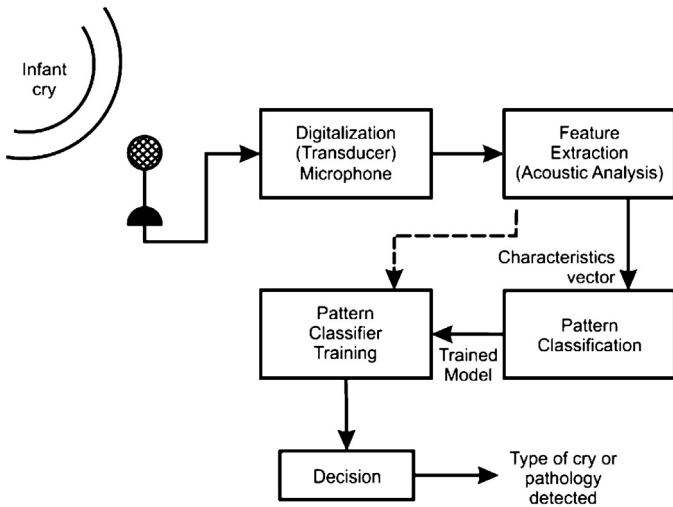 Infant
cry
Digitalization
(Transducer)
Microphone
Feature
Extraction
(Acoustic Analysis)
Characteristics
vector
Pattern
Classifier
Training
Trained
Model
Pattern
Classification
Decision
Type of cry or
pathology
detected